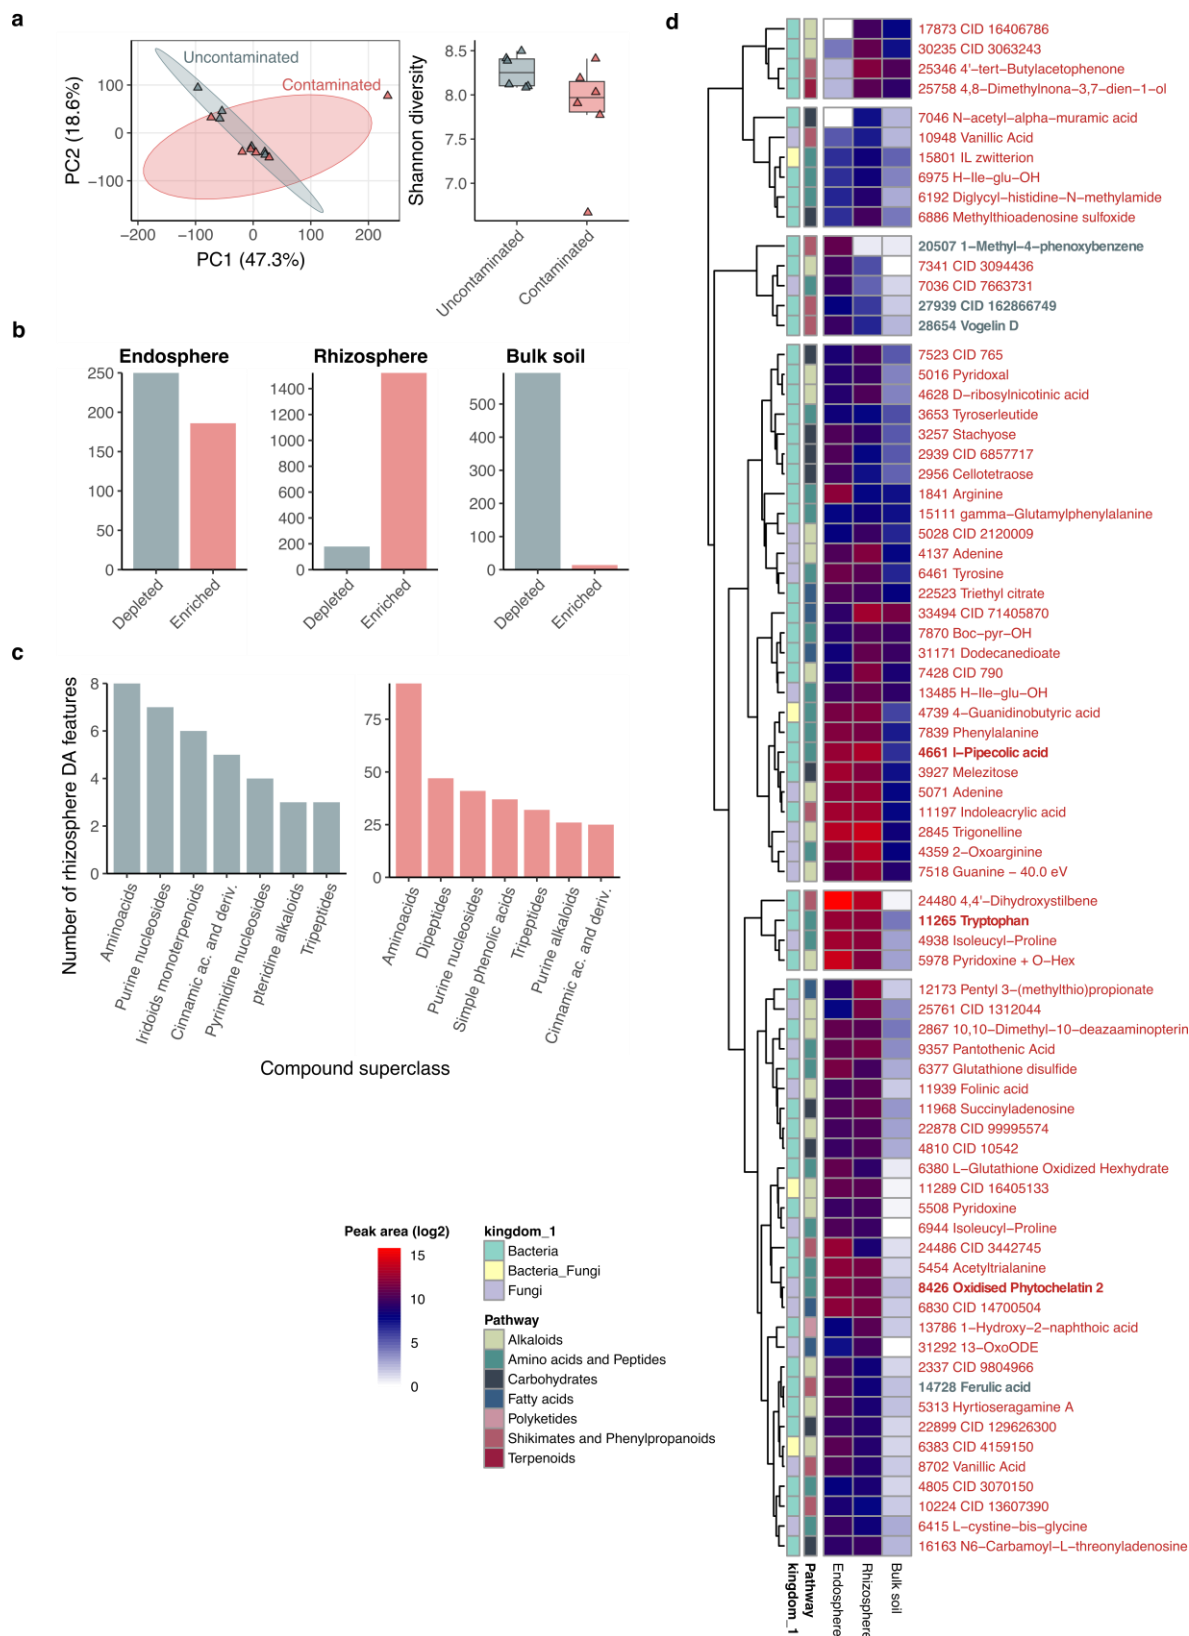 a
Uncontaminated
Contaminated
100
0
−100
PC2 (18.6%)
−200
−100
0
100
200
PC1 (47.3%)
Shannon diversity
8.5
8.0
7.5
7.0
Uncontaminated
Contaminated
b
Endosphere
250
200
150
100
50
0
Depleted
Enriched
Rhizosphere
1400
1200
1000
800
600
400
200
0
Depleted
Enriched
Bulk soil
500
400
300
200
100
0
Depleted
Enriched
c
Number of rhizosphere DA features
8
6
4
2
0
Aminoacids
Purine nucleosides
Iridoids monoterpenoids
Cinnamic ac. and deriv.
Pyrimidine nucleosides
pteridine alkaloids
Tripeptides
75
50
25
0
Aminoacids
Dipeptides
Purine nucleosides
Simple phenolic acids
Tripeptides
Purine alkaloids
Cinnamic ac. and deriv.
Compound superclass
Peak area (log2)
15
10
5
0
kingdom_1
Bacteria
Bacteria_Fungi
Fungi
Pathway
Alkaloids
Amino acids and Peptides
Carbohydrates
Fatty acids
Polyketides
Shikimates and Phenylpropanoids
Terpenoids
d
17873 CID 16406786
30235 CID 3063243
25346 4'−tert−Butylacetophenone
25758 4,8−Dimethylnona−3,7−dien−1−ol
7046 N−acetyl−alpha−muramic acid
10948 Vanillic Acid
15801 IL zwitterion
6975 H−Ile−glu−OH
6192 Diglycyl−histidine−N−methylamide
6886 Methylthioadenosine sulfoxide
20507 1−Methyl−4−phenoxybenzene
7341 CID 3094436
7036 CID 7663731
27939 CID 162866749
28654 Vogelin D
7523 CID 765
5016 Pyridoxal
4628 D−ribosylnicotinic acid
3653 Tyroserleutide
3257 Stachyose
2939 CID 6857717
2956 Cellotetraose
1841 Arginine
15111 gamma−Glutamylphenylalanine
5028 CID 2120009
4137 Adenine
6461 Tyrosine
22523 Triethyl citrate
33494 CID 71405870
7870 Boc−pyr−OH
31171 Dodecanedioate
7428 CID 790
13485 H−Ile−glu−OH
4739 4−Guanidinobutyric acid
7839 Phenylalanine
4661 l−Pipecolic acid
3927 Melezitose
5071 Adenine
11197 Indoleacrylic acid
2845 Trigonelline
4359 2−Oxoarginine
7518 Guanine − 40.0 eV
24480 4,4'−Dihydroxystilbene
11265 Tryptophan
4938 Isoleucyl−Proline
5978 Pyridoxine + O−Hex
12173 Pentyl 3−(methylthio)propionate
25761 CID 1312044
2867 10,10−Dimethyl−10−deazaaminopterin
9357 Pantothenic Acid
6377 Glutathione disulfide
11939 Folinic acid
11968 Succinyladenosine
22878 CID 99995574
4810 CID 10542
6380 L−Glutathione Oxidized Hexhydrate
11289 CID 16405133
5508 Pyridoxine
6944 Isoleucyl−Proline
24486 CID 3442745
5454 Acetyltrialanine
8426 Oxidised Phytochelatin 2
6830 CID 14700504
13786 1−Hydroxy−2−naphthoic acid
31292 13−OxoODE
2337 CID 9804966
14728 Ferulic acid
5313 Hyrtioseragamine A
22899 CID 129626300
6383 CID 4159150
8702 Vanillic Acid
4805 CID 3070150
10224 CID 13607390
6415 L−cystine−bis−glycine
16163 N6−Carbamoyl−L−threonyladenosine
kingdom_1
Pathway
Endosphere
Rhizosphere
Bulk soil